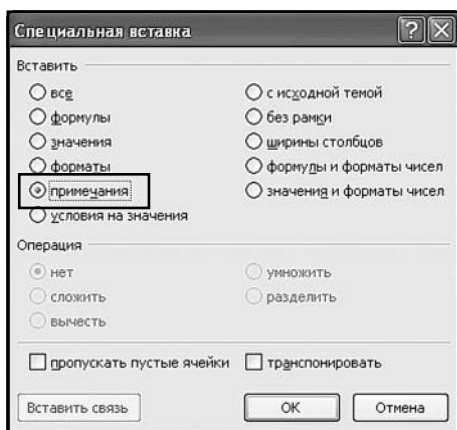 Специальная вставка
Вставить
все
с исходной темой
формулы
без рамки
значения
ширины столбцов
форматы
формулы и форматы чисел
примечания
значения и форматы чисел
условия на значения
Операция
нет
умножить
сложить
разделить
вычесть
пропускать пустые ячейки
транспонировать
Вставить связь
ОК
Отмена